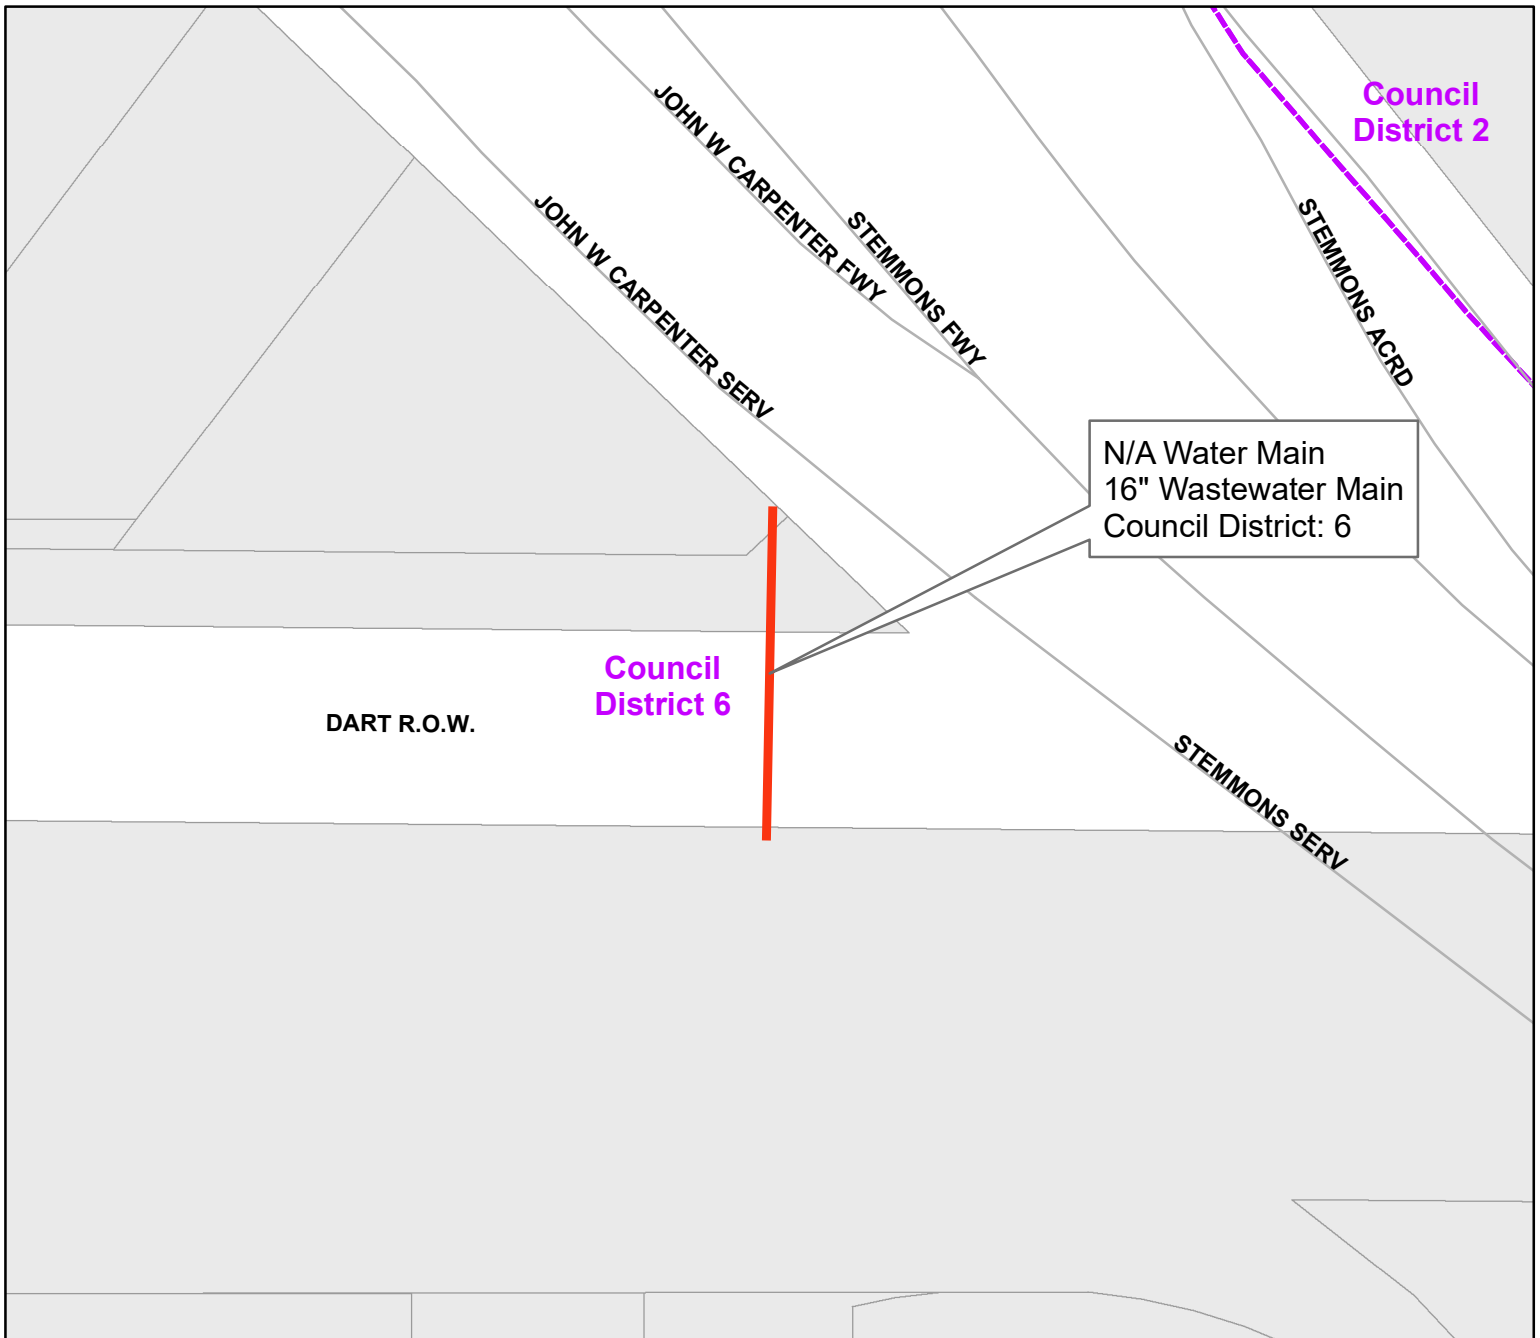 Council
District 2
JOHN W CARPENTER FWY
JOHN W CARPENTER SERV
STEMMONS FWY
STEMMONS ACRD
N/A Water Main
16" Wastewater Main
Council District: 6
Council
District 6
DART R.O.W.
STEMMONS SERV